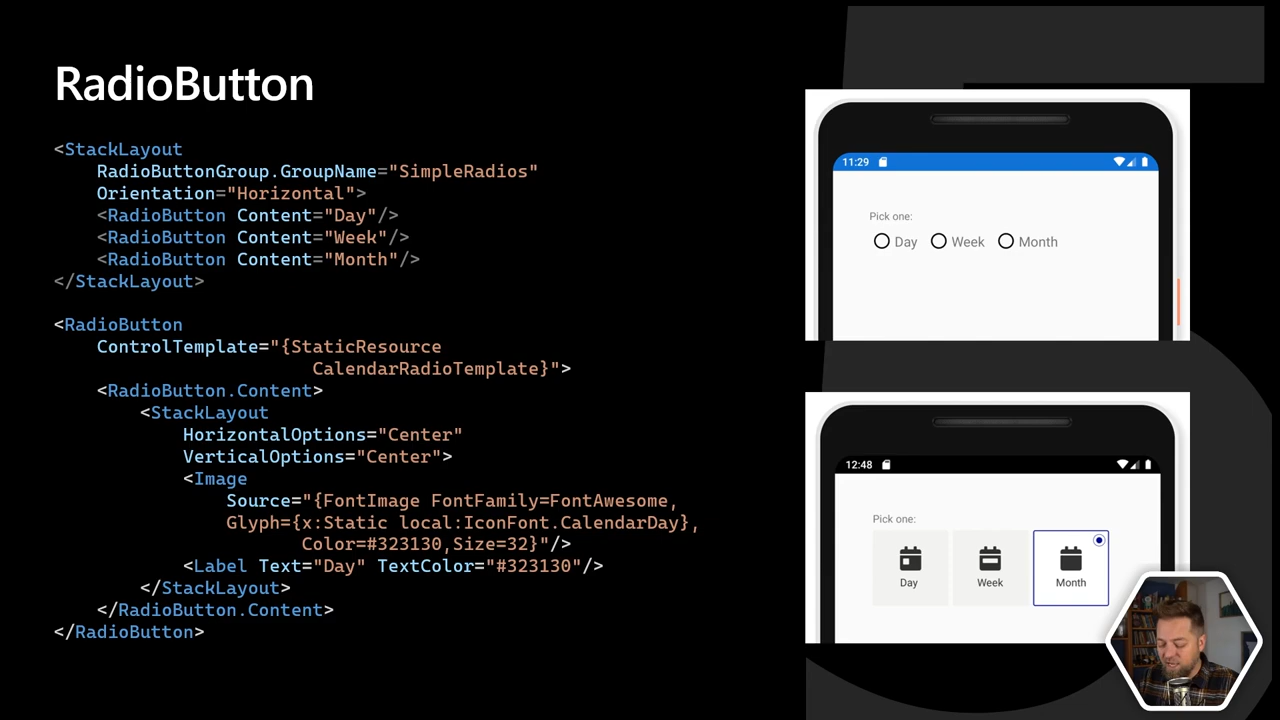 RadioButton
<StackLayout
RadioButtonGroup.GroupName="SimpleRadios"
Orientation="Horizontal">
<RadioButton Content="Day"/>
<RadioButton Content="Week"/>
<RadioButton Content="Month"/>
</StackLayout>
<RadioButton
ControlTemplate="{StaticResource
CalendarRadioTemplate}">
<RadioButton.Content>
<StackLayout
HorizontalOptions="Center"
VerticalOptions="Center">
<Image
Source="{FontImage FontFamily=FontAwesome,
Glyph={x:Static local:IconFont.CalendarDay},
Color=#323130,Size=32}"/>
<Label Text="Day" TextColor="#323130"/>
</StackLayout>
</RadioButton.Content>
</RadioButton>
11:29
Pick one:
Day Week Month
12:48
Pick one:
Day Week Month